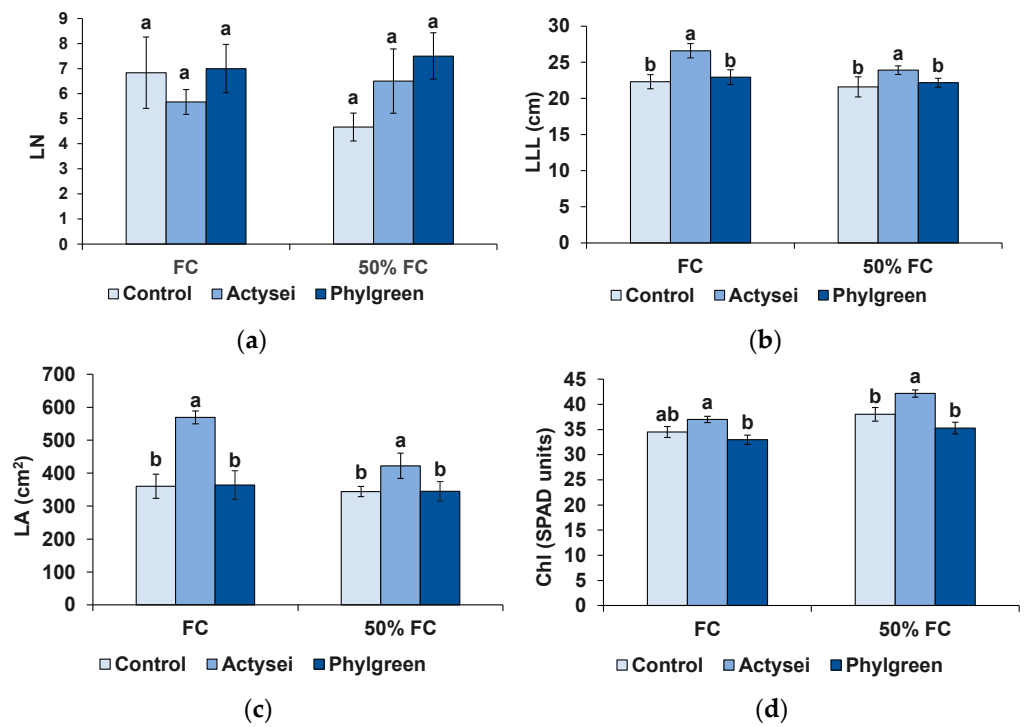 9
8
7
6
5
4
3
2
1
0
LN
a
a
a
a
a
a
FC
50% FC
Control
Actysei
Phylgreen
(a)
30
25
20
15
10
5
0
LLL (cm)
b
a
b
b
a
b
FC
50% FC
Control
Actysei
Phylgreen
(b)
700
600
500
400
300
200
100
0
LA (cm²)
b
a
b
b
a
b
FC
50% FC
Control
Actysei
Phylgreen
(c)
45
40
35
30
25
20
15
10
5
0
Chl (SPAD units)
ab
a
b
b
a
b
FC
50% FC
Control
Actysei
Phylgreen
(d)